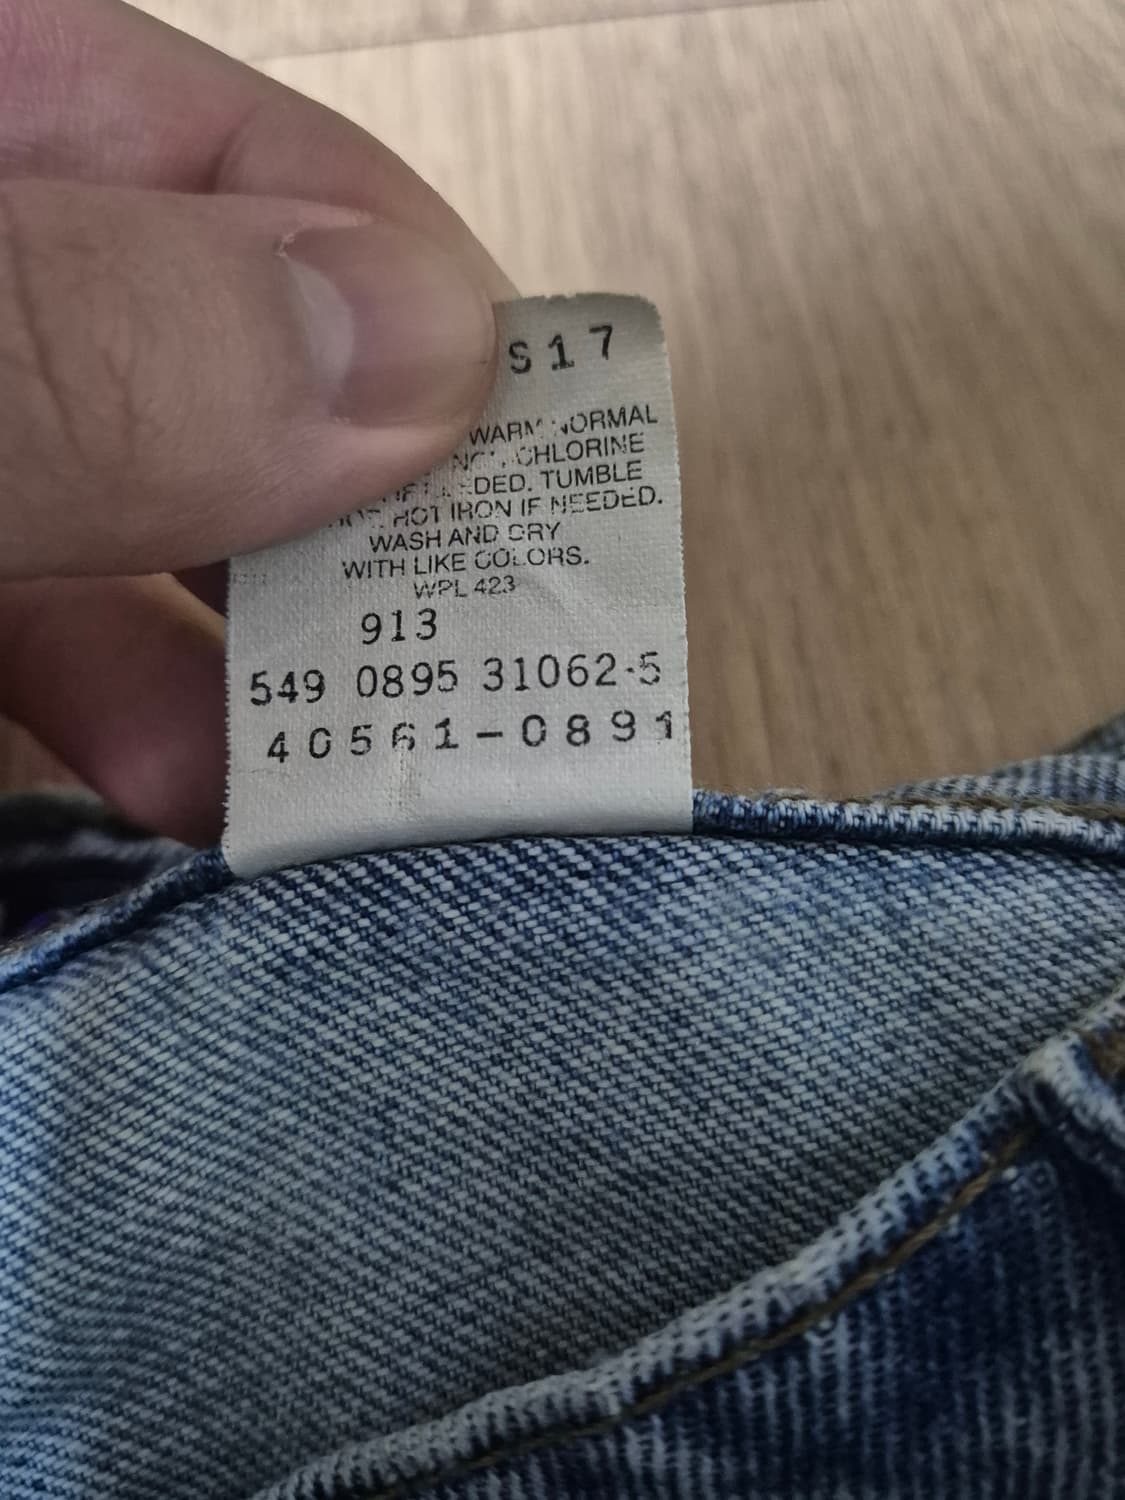 S17
WARM NORMAL
CHLORINE
NEEDED. TUMBLE
HOT IRON IF NEEDED.
WASH AND DRY
WITH LIKE COLORS.
WPL 423
913
549 0895 31062·5
40561-0891